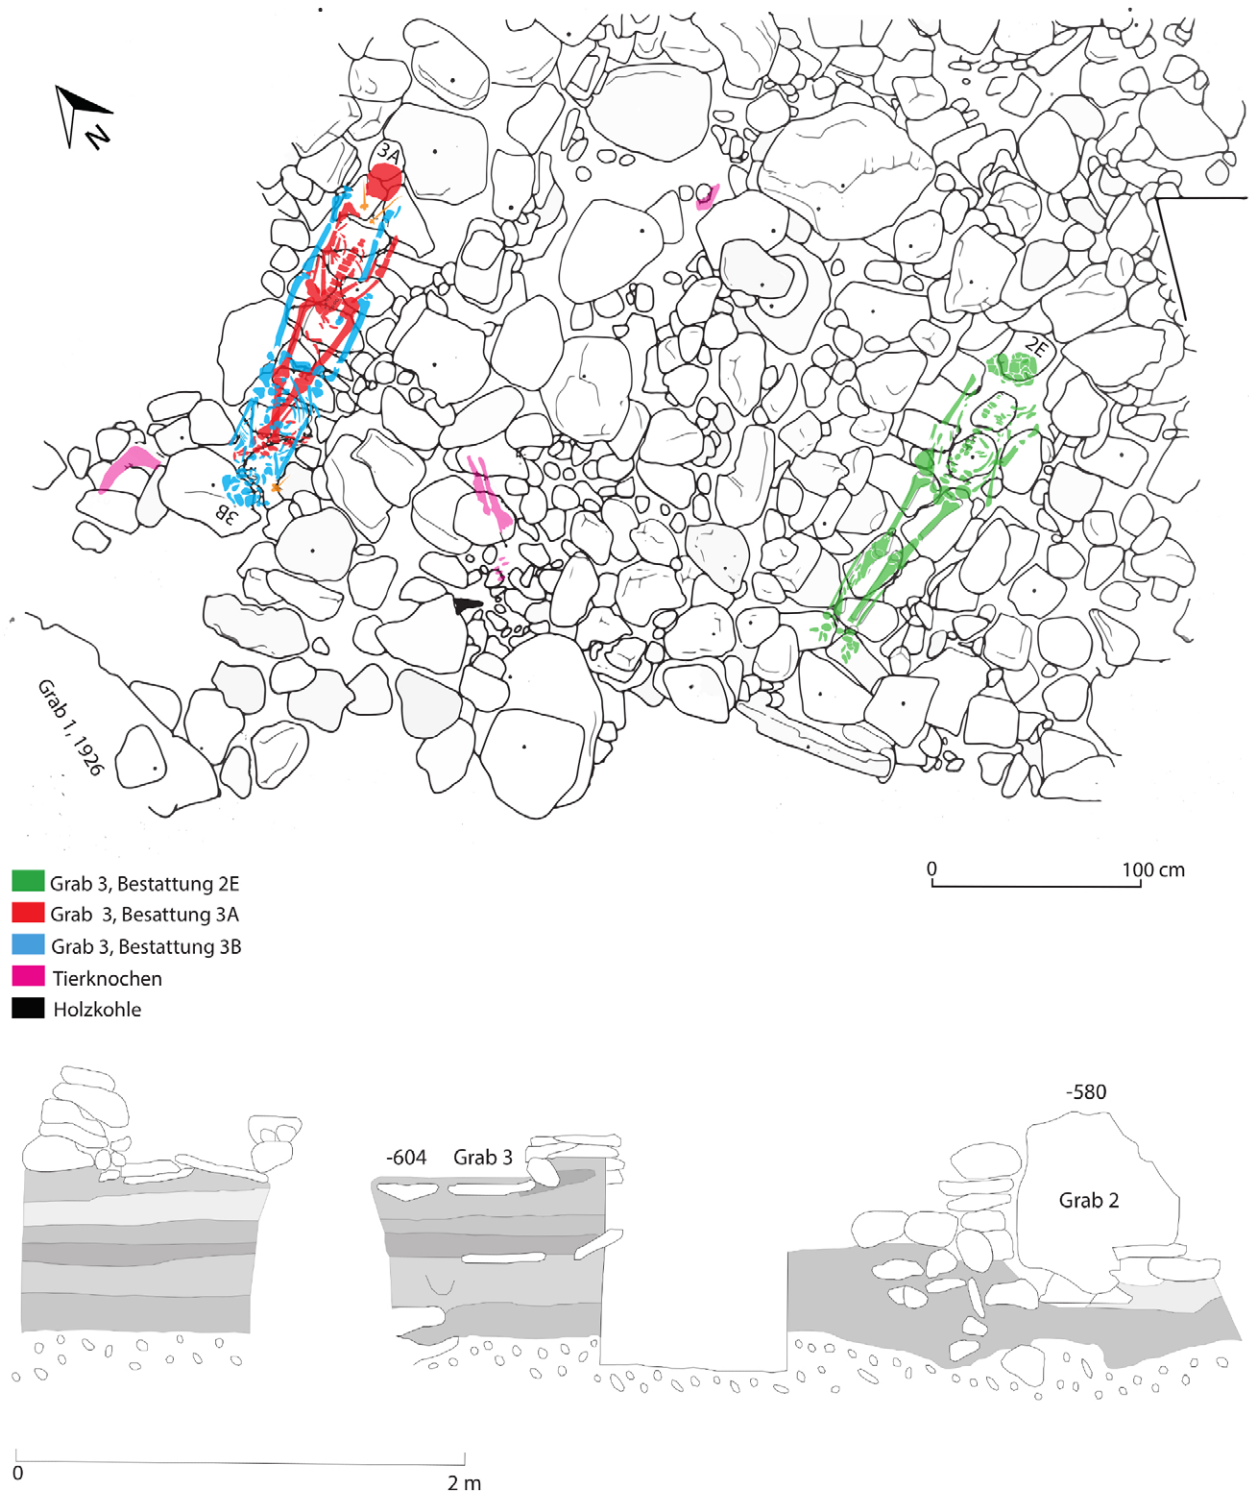 N
3A
2E
3B
Grab 1, 1926
0 100 cm
Grab 3, Bestattung 2E
Grab 3, Besattung 3A
Grab 3, Bestattung 3B
Tierknochen
Holzkohle
-580
-604 Grab 3
Grab 2
0 2 m